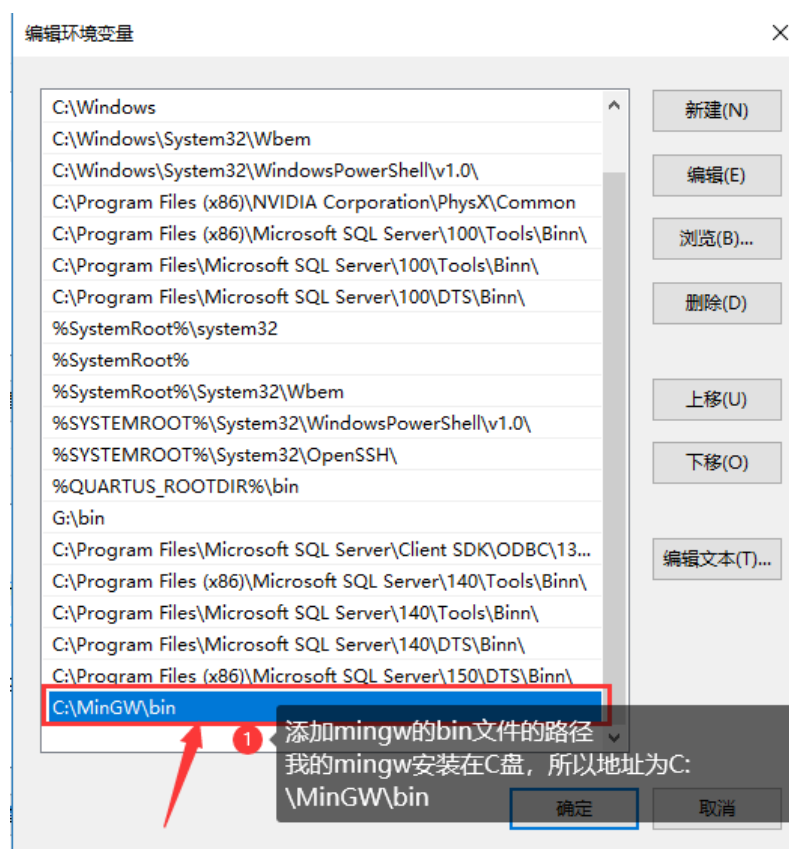 编辑环境变量
C:\Windows
C:\Windows\System32\Wbem
C:\Windows\System32\WindowsPowerShell\v1.0\
C:\Program Files (x86)\NVIDIA Corporation\PhysX\Common
C:\Program Files (x86)\Microsoft SQL Server\100\Tools\Binn\
C:\Program Files\Microsoft SQL Server\100\Tools\Binn\
C:\Program Files\Microsoft SQL Server\100\DTS\Binn\
%SystemRoot%\system32
%SystemRoot%
%SystemRoot%\System32\Wbem
%SYSTEMROOT%\System32\WindowsPowerShell\v1.0\
%SYSTEMROOT%\System32\OpenSSH\
%QUARTUS_ROOTDIR%\bin
G:\bin
C:\Program Files\Microsoft SQL Server\Client SDK\ODBC\13...
C:\Program Files (x86)\Microsoft SQL Server\140\Tools\Binn\
C:\Program Files\Microsoft SQL Server\140\Tools\Binn\
C:\Program Files\Microsoft SQL Server\140\DTS\Binn\
C:\Program Files (x86)\Microsoft SQL Server\150\DTS\Binn\
C:\MinGW\bin
新建(N)
编辑(E)
浏览(B)...
删除(D)
上移(U)
下移(O)
编辑文本(T)...
1
添加mingw的bin文件的路径
我的mingw安装在C盘，所以地址为C:
\MinGW\bin
确定
取消